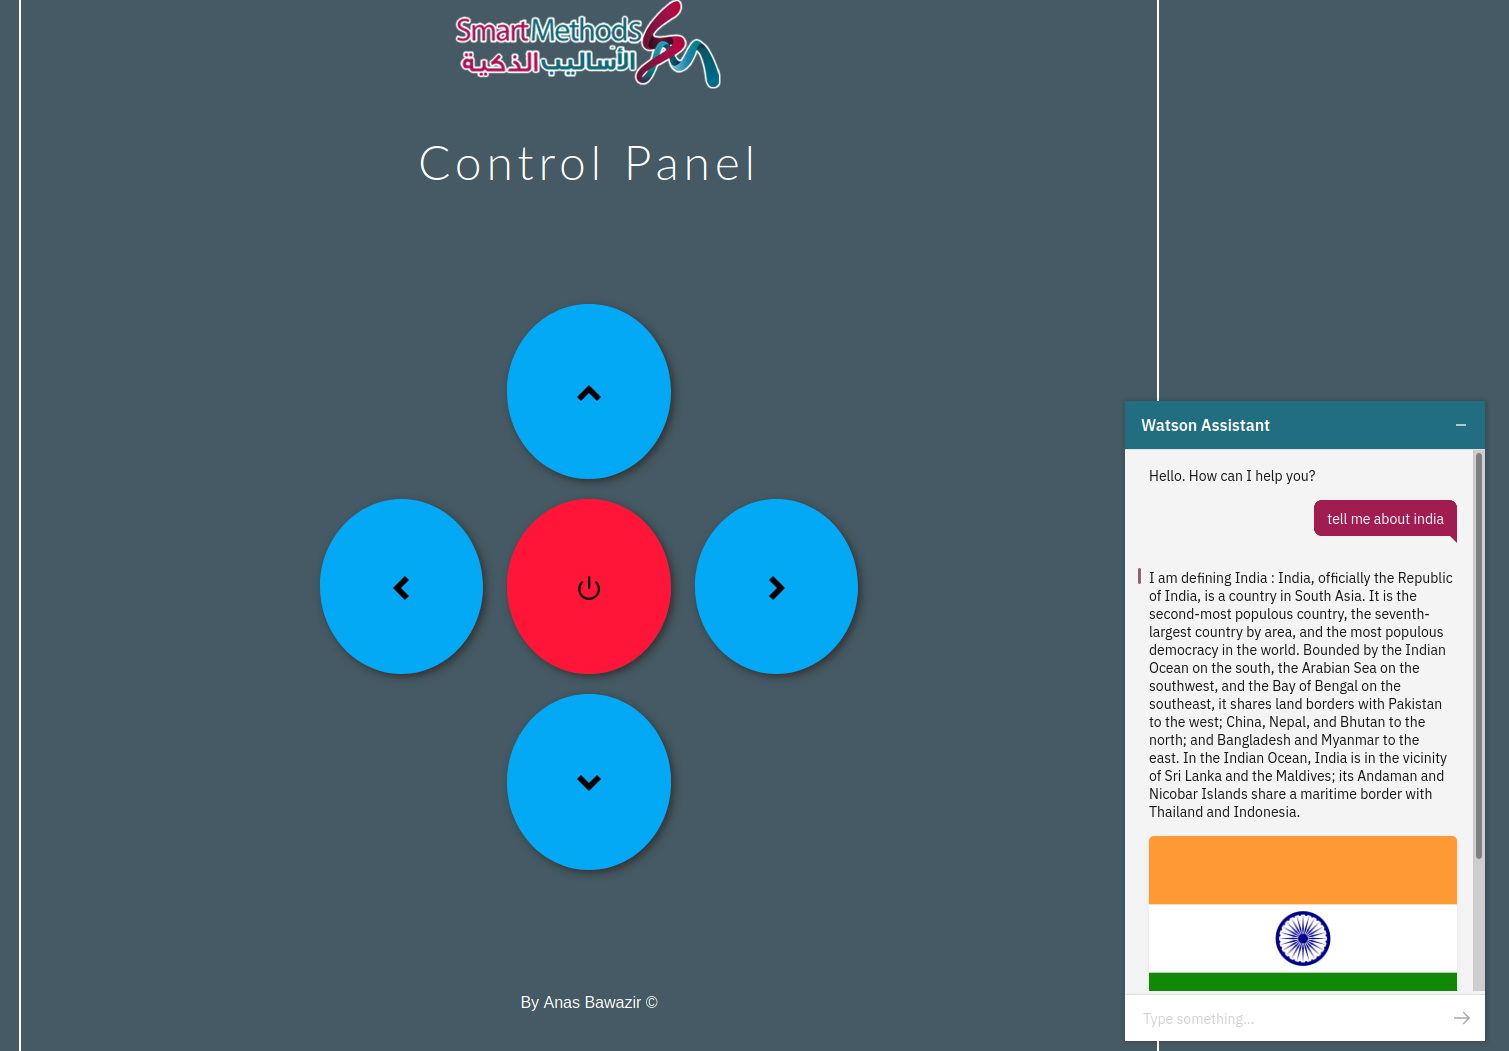 SmartMethods
الأساليب الذكية
Control Panel
By Anas Bawazir ©
Watson Assistant
Hello. How can I help you?
tell me about india
I am defining India : India, officially the Republic
of India, is a country in South Asia. It is the
second-most populous country, the seventh-
largest country by area, and the most populous
democracy in the world. Bounded by the Indian
Ocean on the south, the Arabian Sea on the
southwest, and the Bay of Bengal on the
southeast, it shares land borders with Pakistan
to the west; China, Nepal, and Bhutan to the
north; and Bangladesh and Myanmar to the
east. In the Indian Ocean, India is in the vicinity
of Sri Lanka and the Maldives; its Andaman and
Nicobar Islands share a maritime border with
Thailand and Indonesia.
Type something...